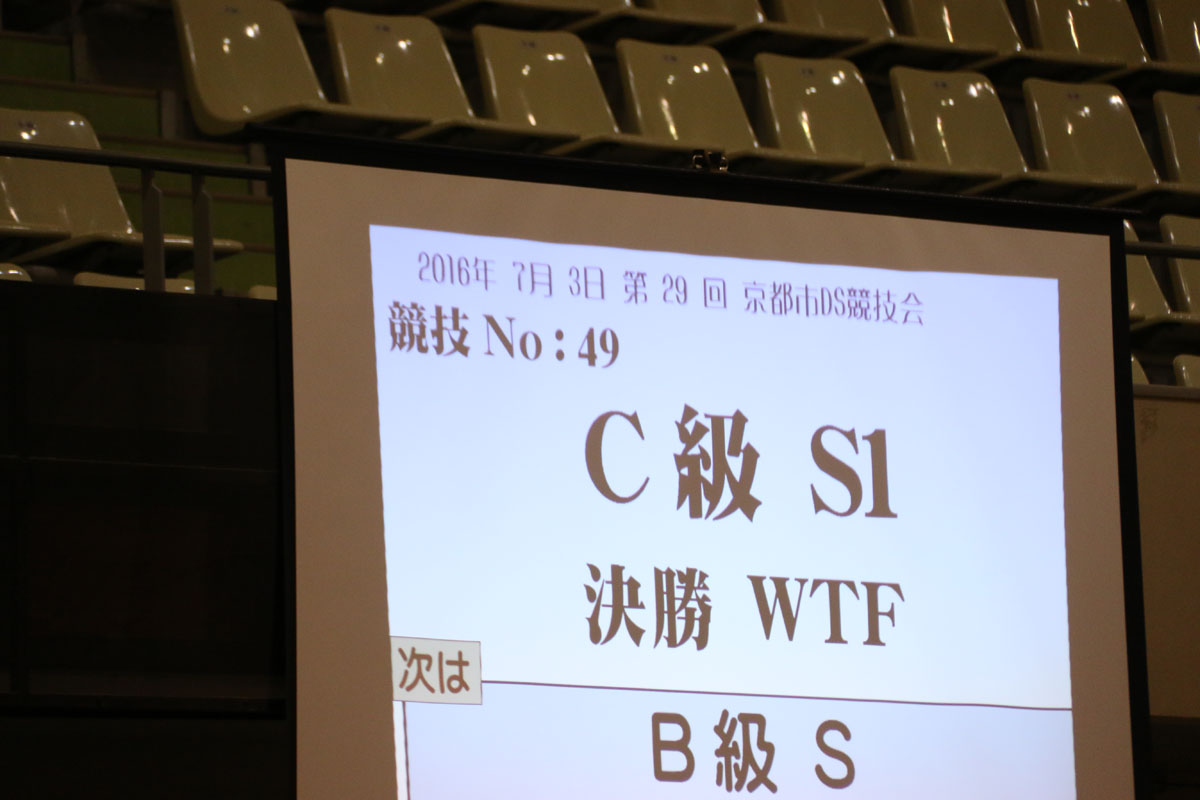 2016年 7月 3日 第 29 回 京都市DS競技会
競技 No:49
C 級 S1
決勝 WTF
次は
B 級 S